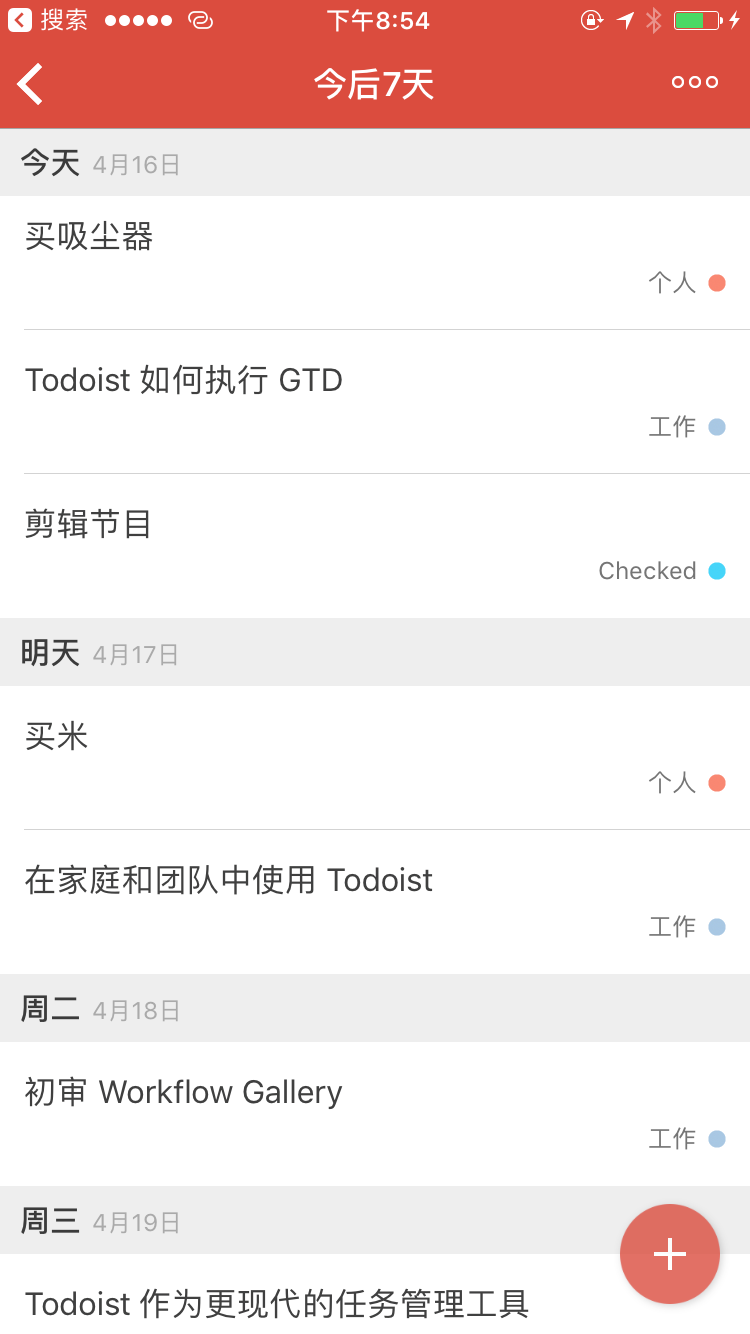 搜索 下午8:54
今后7天
今天 4月16日
买吸尘器
个人
Todoist 如何执行 GTD
工作
剪辑节目
Checked
明天 4月17日
买米
个人
在家庭和团队中使用 Todoist
工作
周二 4月18日
初审 Workflow Gallery
工作
周三 4月19日
Todoist 作为更现代的任务管理工具